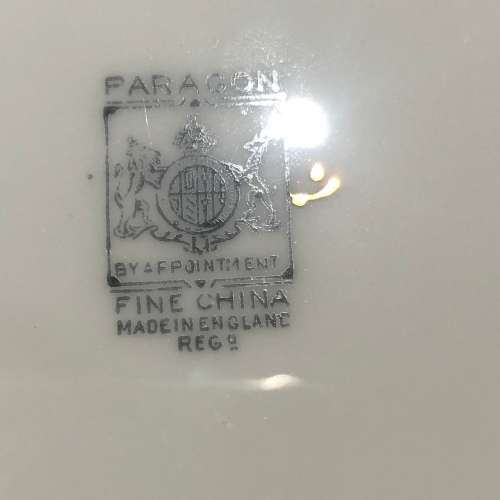 PARAGON
BY APPOINTMENT
FINE CHINA
MADE IN ENGLAND
REGD